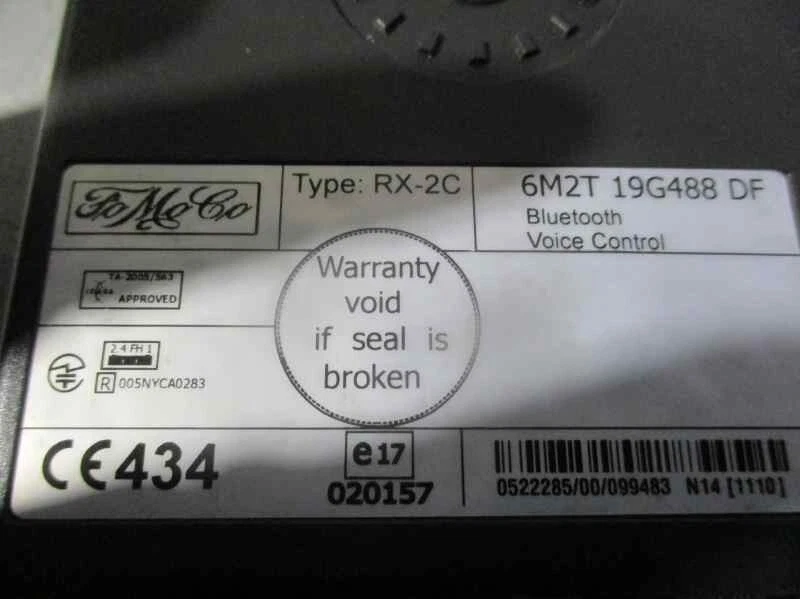 FoMoCo
Type: RX-2C
6M2T 19G488 DF
Bluetooth
Voice Control
TA-2005/5A3
APPROVED
Warranty
void
if seal is
broken
2.4 FH 1
R 005NYCA0283
CE434
e17
020157
0522285/00/099483 N14 [1110]